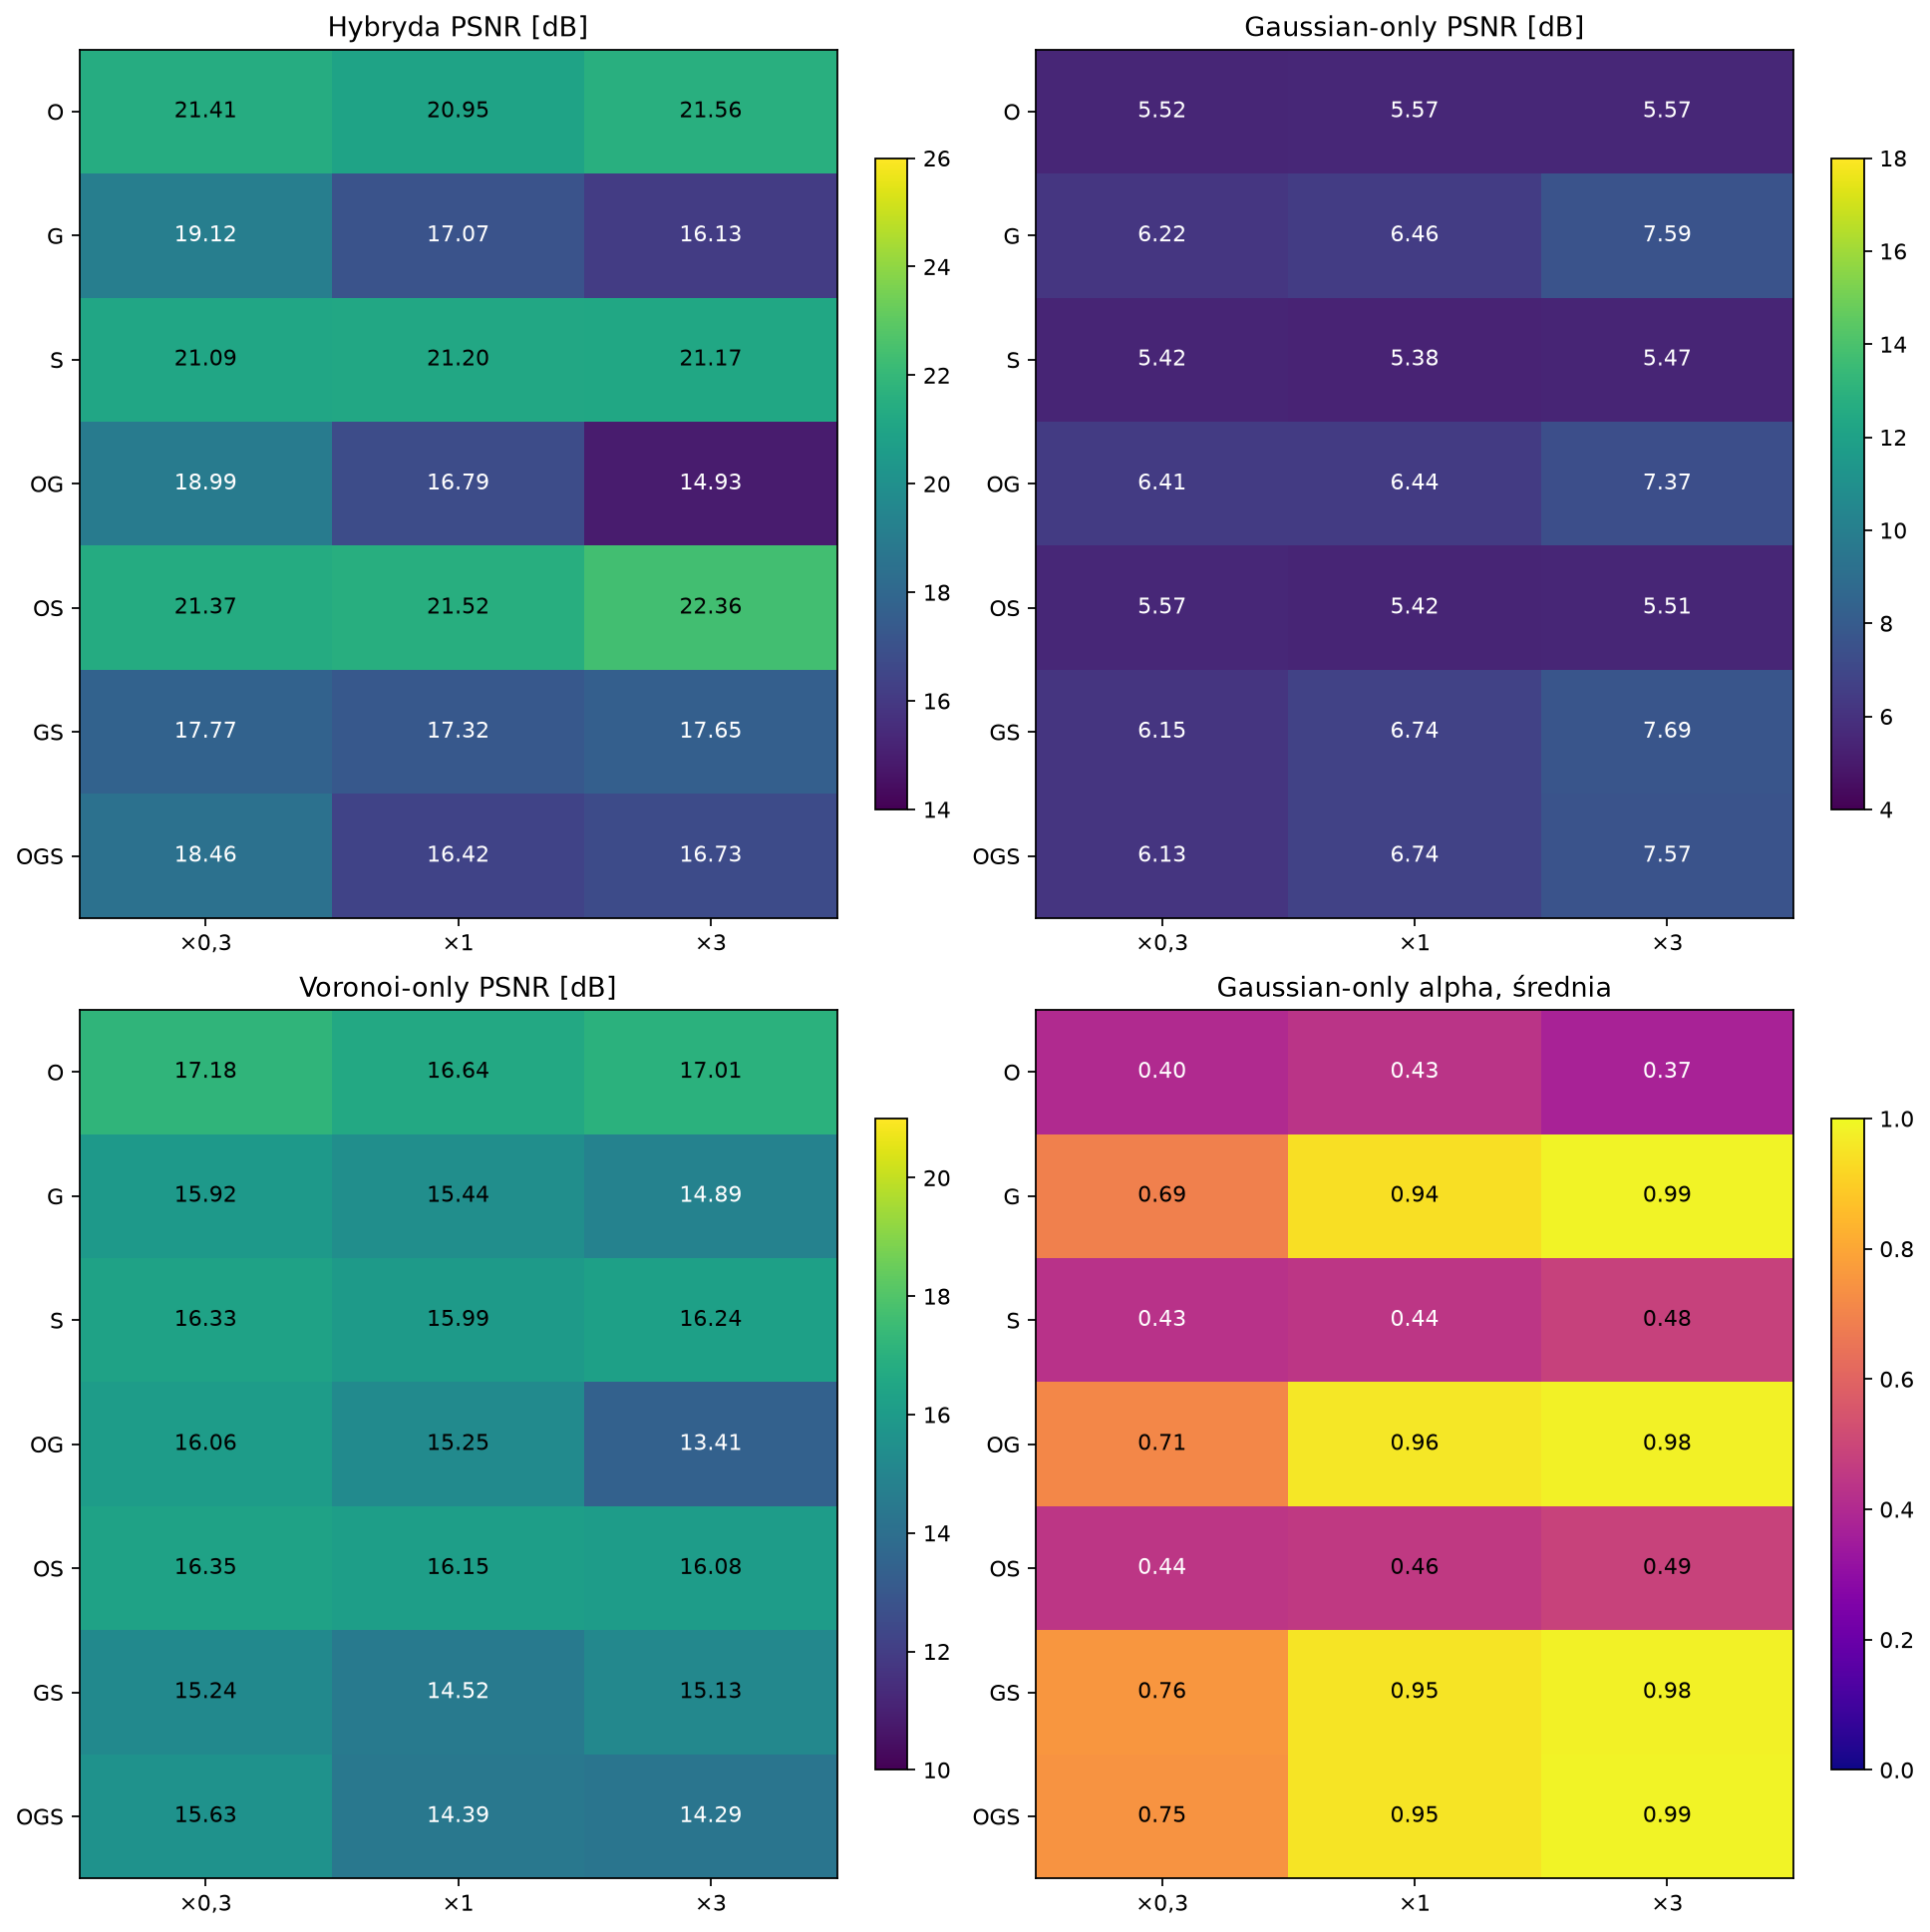 Hybryda PSNR [dB]
O 21.41 20.95 21.56
G 19.12 17.07 16.13
S 21.09 21.20 21.17
OG 18.99 16.79 14.93
OS 21.37 21.52 22.36
GS 17.77 17.32 17.65
OGS 18.46 16.42 16.73
×0,3 ×1 ×3
26
24
22
20
18
16
14
Gaussian-only PSNR [dB]
O 5.52 5.57 5.57
G 6.22 6.46 7.59
S 5.42 5.38 5.47
OG 6.41 6.44 7.37
OS 5.57 5.42 5.51
GS 6.15 6.74 7.69
OGS 6.13 6.74 7.57
×0,3 ×1 ×3
18
16
14
12
10
8
6
4
Voronoi-only PSNR [dB]
O 17.18 16.64 17.01
G 15.92 15.44 14.89
S 16.33 15.99 16.24
OG 16.06 15.25 13.41
OS 16.35 16.15 16.08
GS 15.24 14.52 15.13
OGS 15.63 14.39 14.29
×0,3 ×1 ×3
20
18
16
14
12
10
Gaussian-only alpha, średnia
O 0.40 0.43 0.37
G 0.69 0.94 0.99
S 0.43 0.44 0.48
OG 0.71 0.96 0.98
OS 0.44 0.46 0.49
GS 0.76 0.95 0.98
OGS 0.75 0.95 0.99
×0,3 ×1 ×3
1.0
0.8
0.6
0.4
0.2
0.0